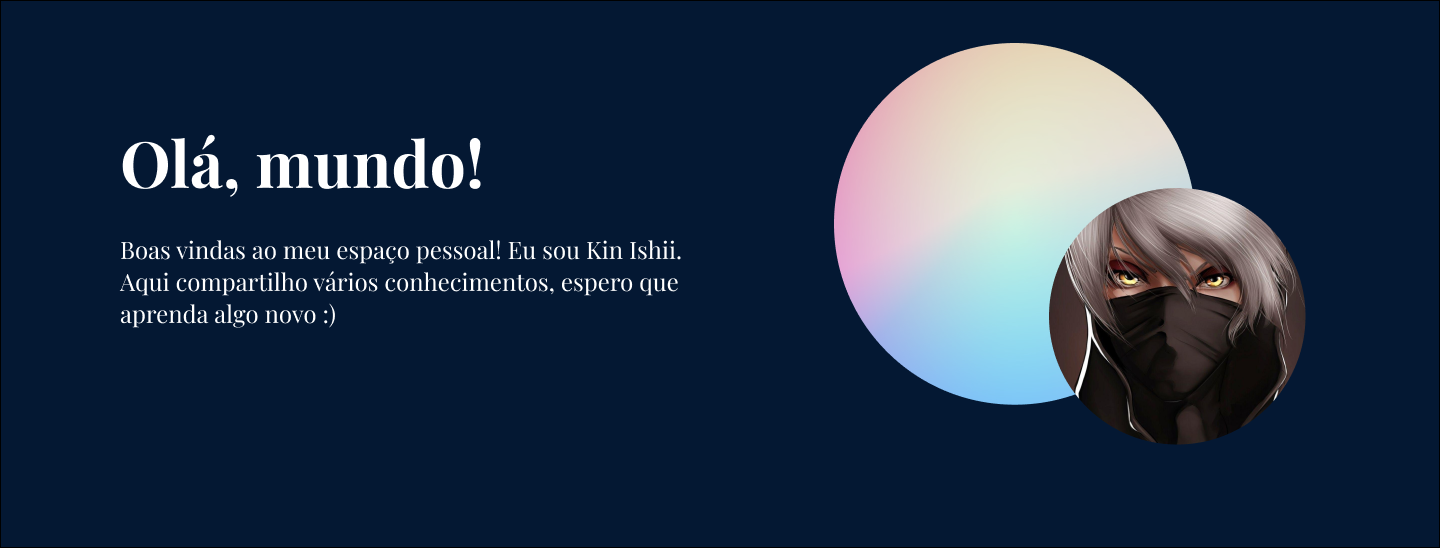 Olá, mundo!
Boas vindas ao meu espaço pessoal! Eu sou Kin Ishii.
Aqui compartilho vários conhecimentos, espero que
aprenda algo novo :)